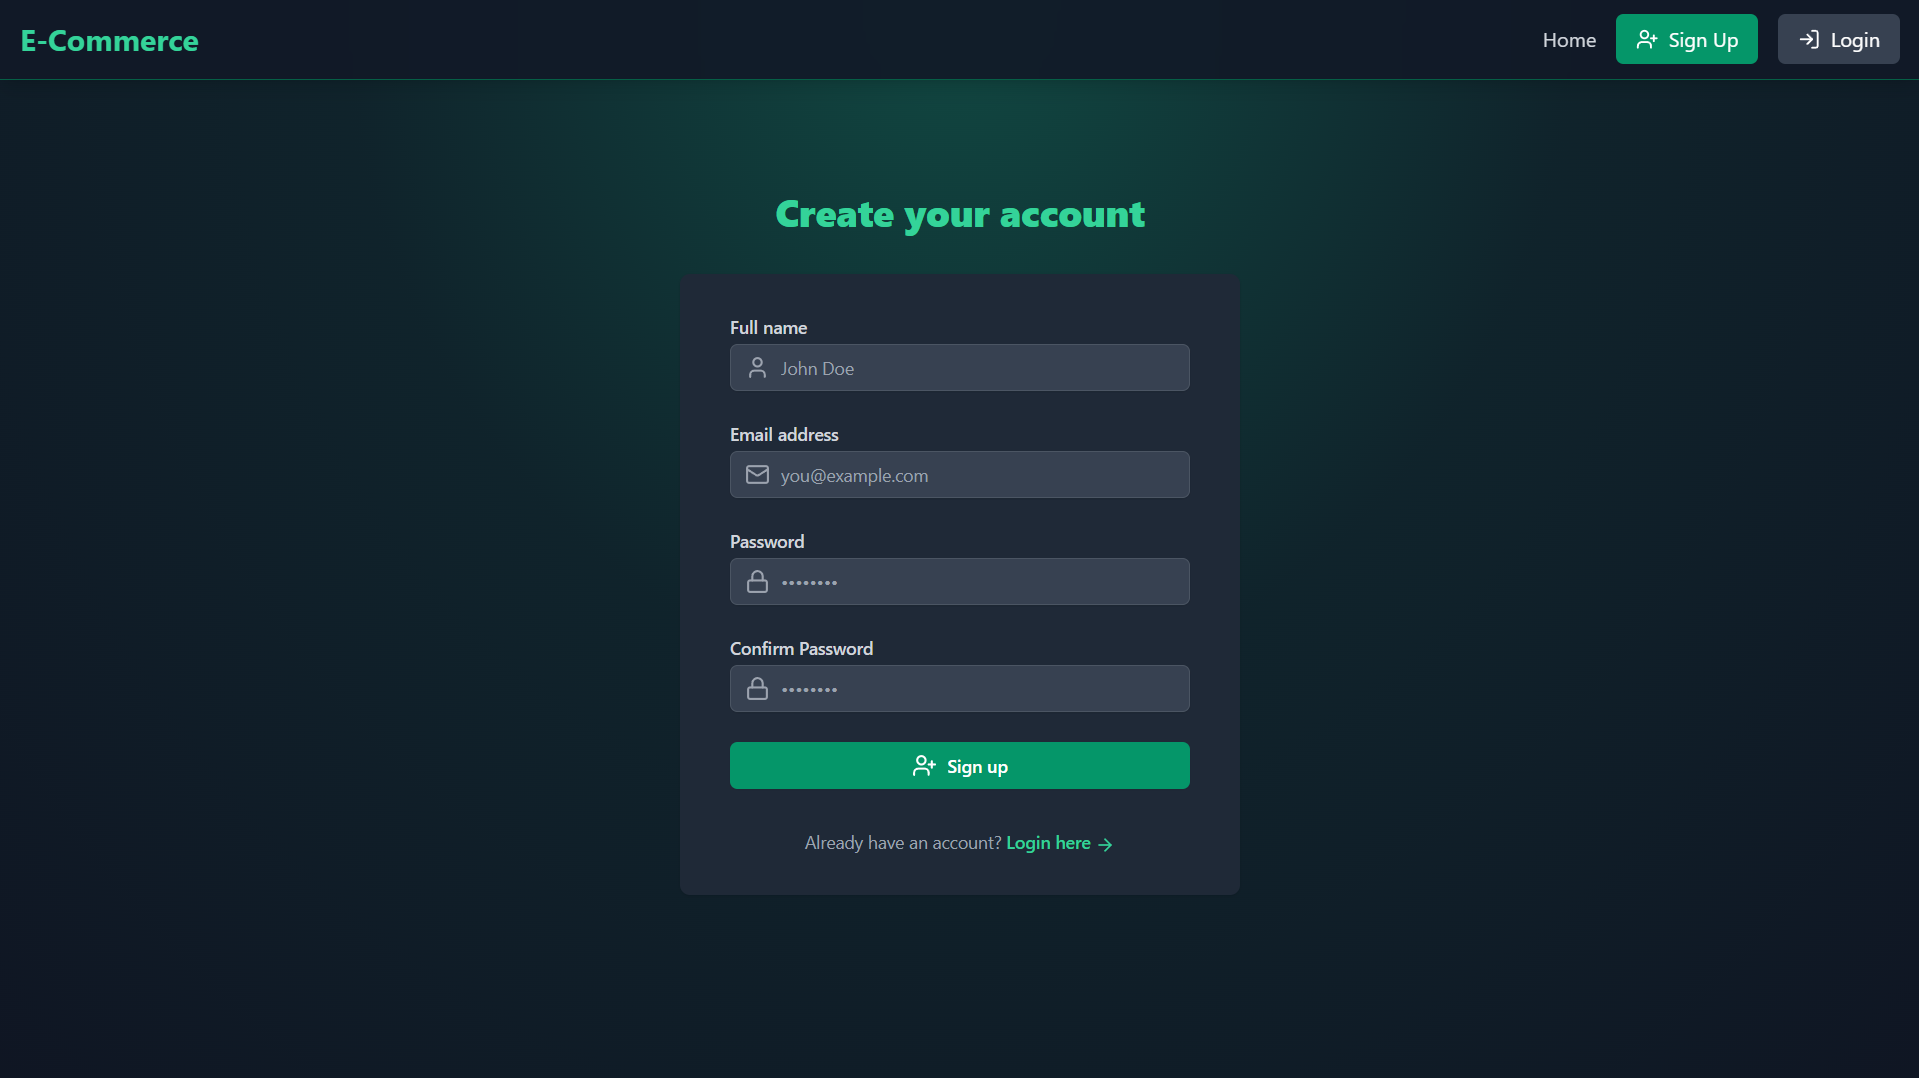 E-Commerce
Home
Sign Up
Login
Create your account
Full name
John Doe
Email address
you@example.com
Password
••••••••
Confirm Password
••••••••
Sign up
Already have an account? Login here →